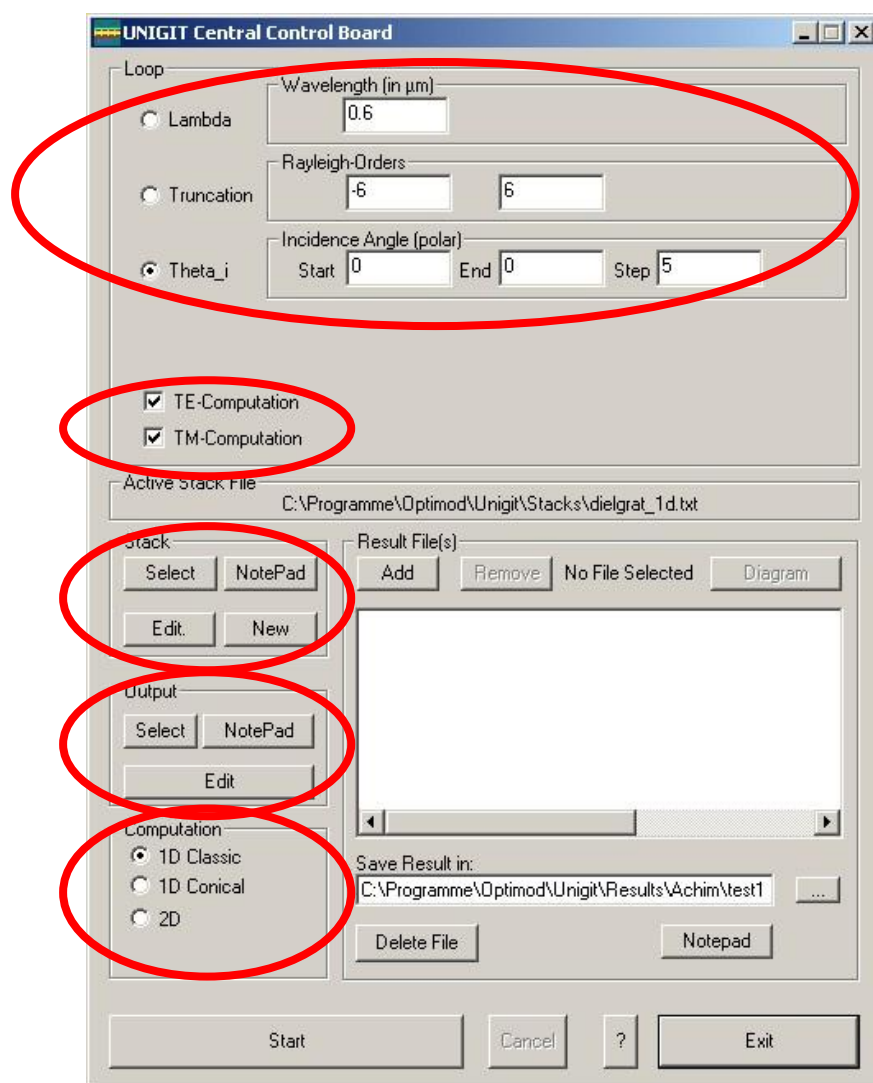 UNIGIT Central Control Board
Loop
Wavelength (in µm)
Lambda
0.6
Rayleigh-Orders
Truncation
-6 6
Incidence Angle (polar)
Theta_i Start 0 End 0 Step 5
TE-Computation
TM-Computation
Active Stack File
C:\Programme\Optimod\Unigit\Stacks\dielgrat_1d.txt
Stack
Select NotePad
Edit. New
Result File(s)
Add Remove No File Selected Diagram
Output
Select NotePad
Edit
Computation
1D Classic
1D Conical
2D
Save Result in:
C:\Programme\Optimod\Unigit\Results\Achim\test1 ...
Delete File Notepad
Start Cancel ? Exit